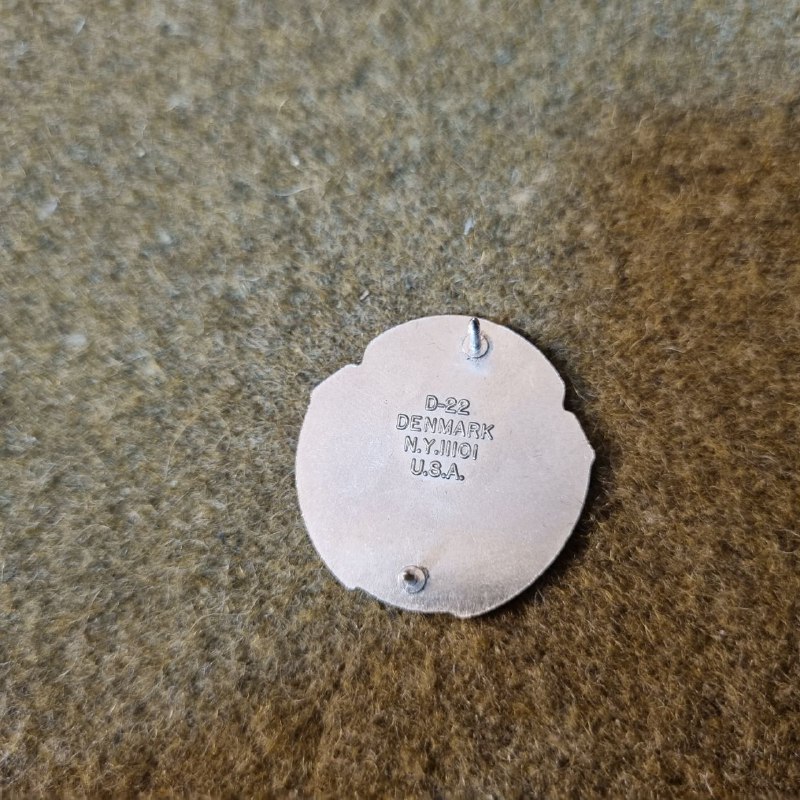 D-22
DENMARK
N.Y.11101
U.S.A.